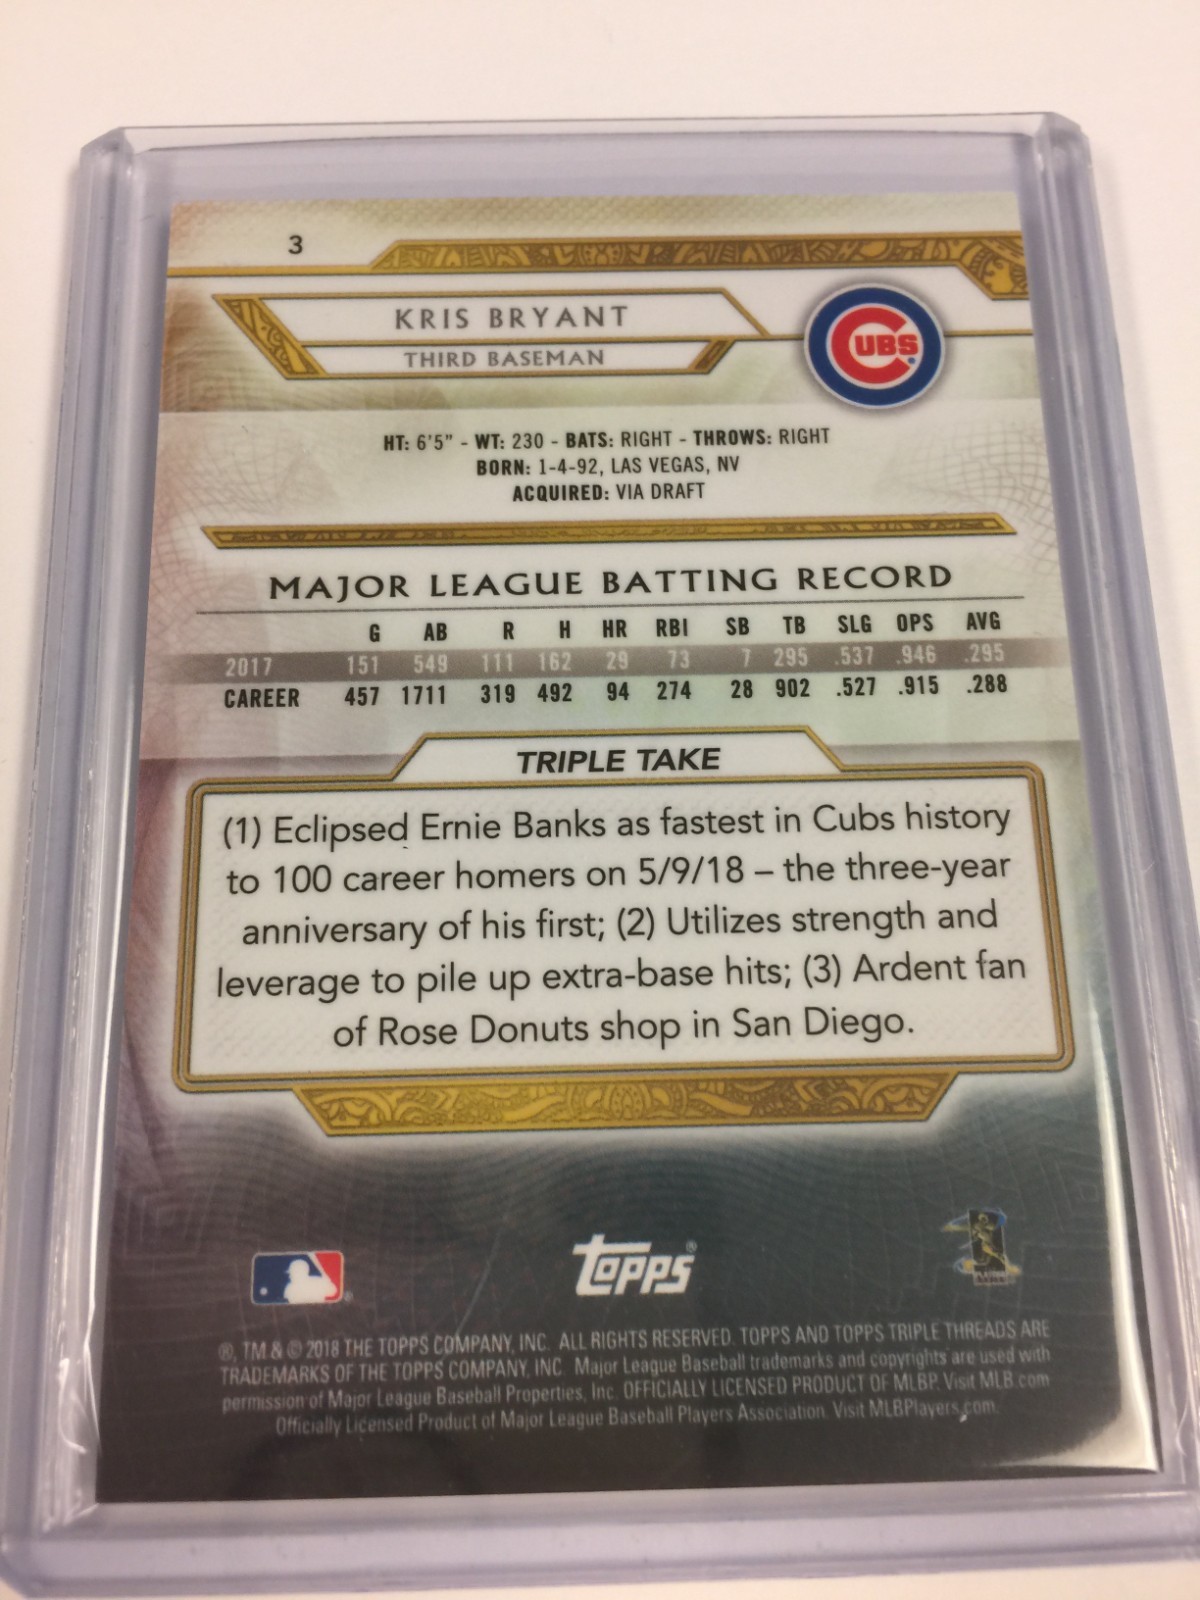 3
KRIS BRYANT
THIRD BASEMAN
CUBS
HT: 6'5" - WT: 230 - BATS: RIGHT - THROWS: RIGHT
BORN: 1-4-92, LAS VEGAS, NV
ACQUIRED: VIA DRAFT
MAJOR LEAGUE BATTING RECORD
G AB R H HR RBI SB TB SLG OPS AVG
2017 151 549 111 162 29 73 7 295 .537 .946 .295
CAREER 457 1711 319 492 94 274 28 902 .527 .915 .288
TRIPLE TAKE
(1) Eclipsed Ernie Banks as fastest in Cubs history
to 100 career homers on 5/9/18 – the three-year
anniversary of his first; (2) Utilizes strength and
leverage to pile up extra-base hits; (3) Ardent fan
of Rose Donuts shop in San Diego.
Topps®
®, TM & © 2018 THE TOPPS COMPANY, INC. ALL RIGHTS RESERVED. TOPPS AND TOPPS TRIPLE THREADS ARE
TRADEMARKS OF THE TOPPS COMPANY, INC. Major League Baseball trademarks and copyrights are used with
permission of Major League Baseball Properties, Inc. OFFICIALLY LICENSED PRODUCT OF MLBP. Visit MLB.com
Officially Licensed Product of Major League Baseball Players Association. Visit MLBPlayers.com.